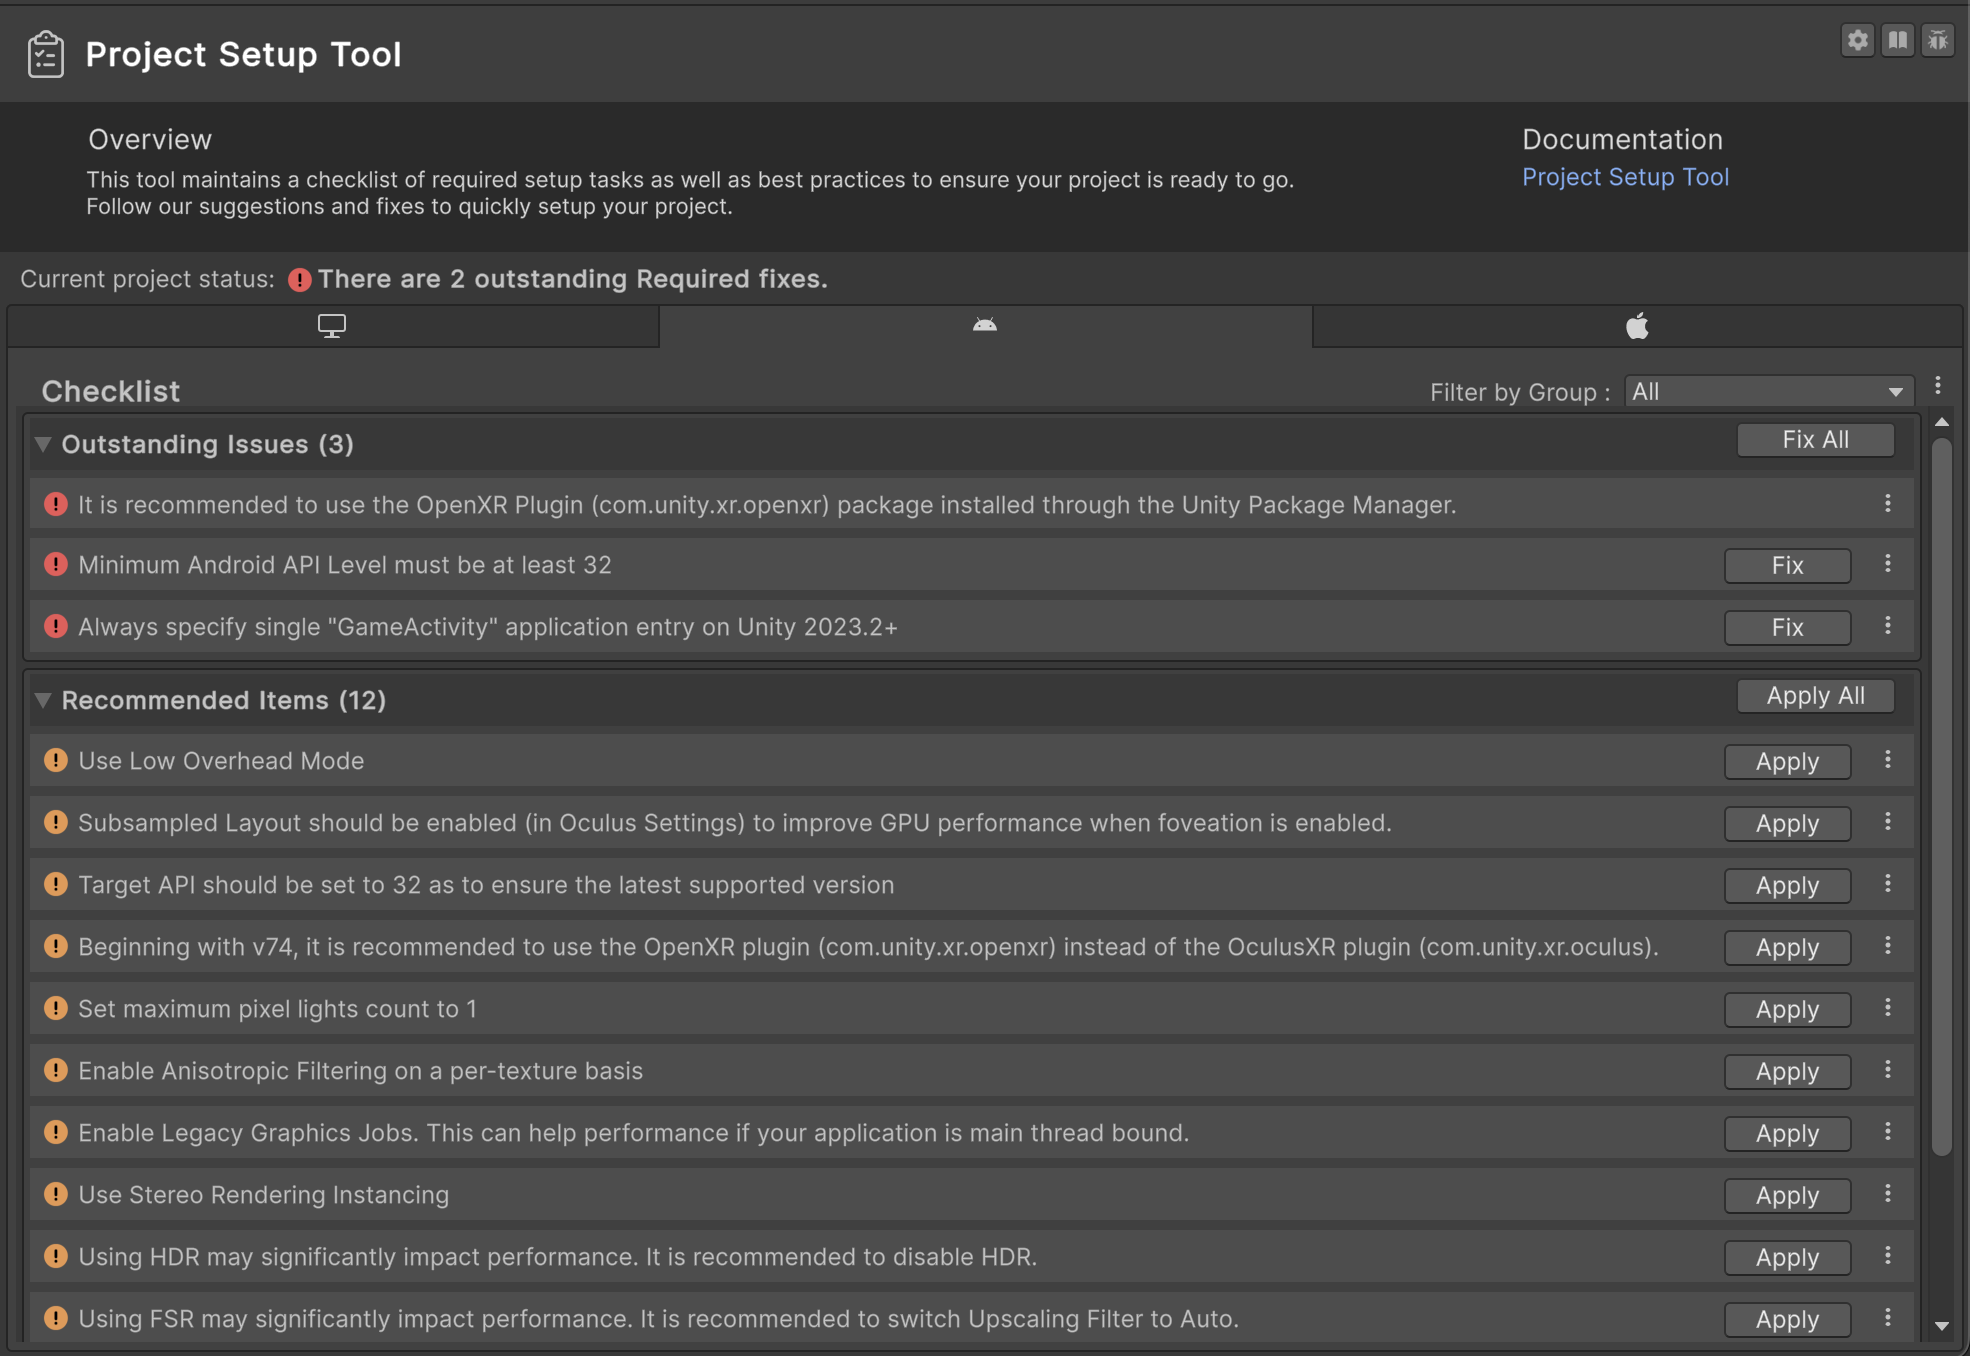 Project Setup Tool
Overview
This tool maintains a checklist of required setup tasks as well as best practices to ensure your project is ready to go.
Follow our suggestions and fixes to quickly setup your project.
Documentation
Project Setup Tool
Current project status: There are 2 outstanding Required fixes.
Checklist
Filter by Group : All
Outstanding Issues (3)
Fix All
It is recommended to use the OpenXR Plugin (com.unity.xr.openxr) package installed through the Unity Package Manager.
Minimum Android API Level must be at least 32
Fix
Always specify single "GameActivity" application entry on Unity 2023.2+
Fix
Recommended Items (12)
Apply All
Use Low Overhead Mode
Apply
Subsampled Layout should be enabled (in Oculus Settings) to improve GPU performance when foveation is enabled.
Apply
Target API should be set to 32 as to ensure the latest supported version
Apply
Beginning with v74, it is recommended to use the OpenXR plugin (com.unity.xr.openxr) instead of the OculusXR plugin (com.unity.xr.oculus).
Apply
Set maximum pixel lights count to 1
Apply
Enable Anisotropic Filtering on a per-texture basis
Apply
Enable Legacy Graphics Jobs. This can help performance if your application is main thread bound.
Apply
Use Stereo Rendering Instancing
Apply
Using HDR may significantly impact performance. It is recommended to disable HDR.
Apply
Using FSR may significantly impact performance. It is recommended to switch Upscaling Filter to Auto.
Apply